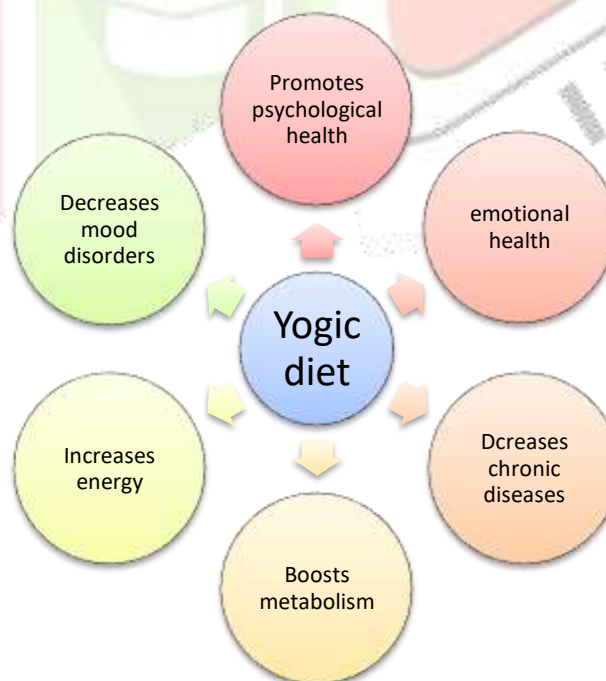 Promotes
psychological
health
emotional
health
Dcreases
chronic
diseases
Boosts
metabolism
Increases
energy
Decreases
mood
disorders
Yogic
diet